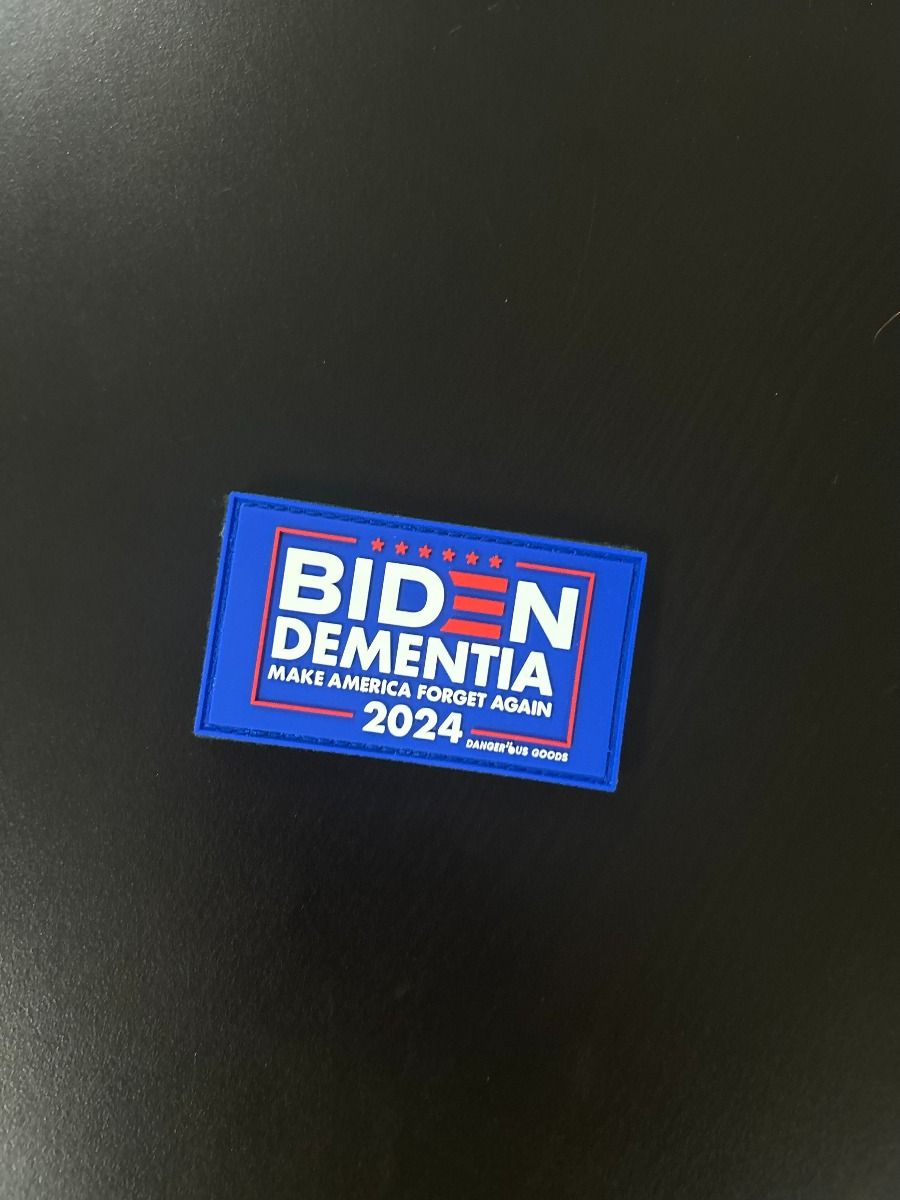 BIDEN
DEMENTIA
MAKE AMERICA FORGET AGAIN
2024
DANGEROUS GOODS